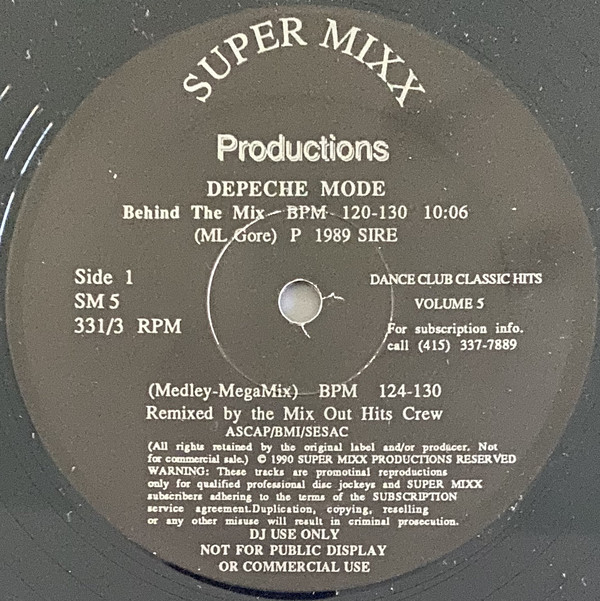 SUPER MIXX
Productions
DEPECHE MODE
Behind The Mix BPM 120-130 10:06
(ML Gore) P 1989 SIRE
Side 1
SM 5
331/3 RPM
DANCE CLUB CLASSIC HITS
VOLUME 5
For subscription info.
call (415) 337-7889
(Medley-MegaMix) BPM 124-130
Remixed by the Mix Out Hits Crew
ASCAP/BMI/SESAC
(All rights retained by the original label and/or producer. Not
for commercial sale.) © 1990 SUPER MIXX PRODUCTIONS RESERVED
WARNING: These tracks are promotinal reproductions
only for qualified professional disc jockeys and SUPER MIXX
subscribers adhering to the terms of the SUBSCRIPTION
service agreement.Duplication, copying, reselling
or any other misuse will result in criminal prosecution.
DJ USE ONLY
NOT FOR PUBLIC DISPLAY
OR COMMERCIAL USE